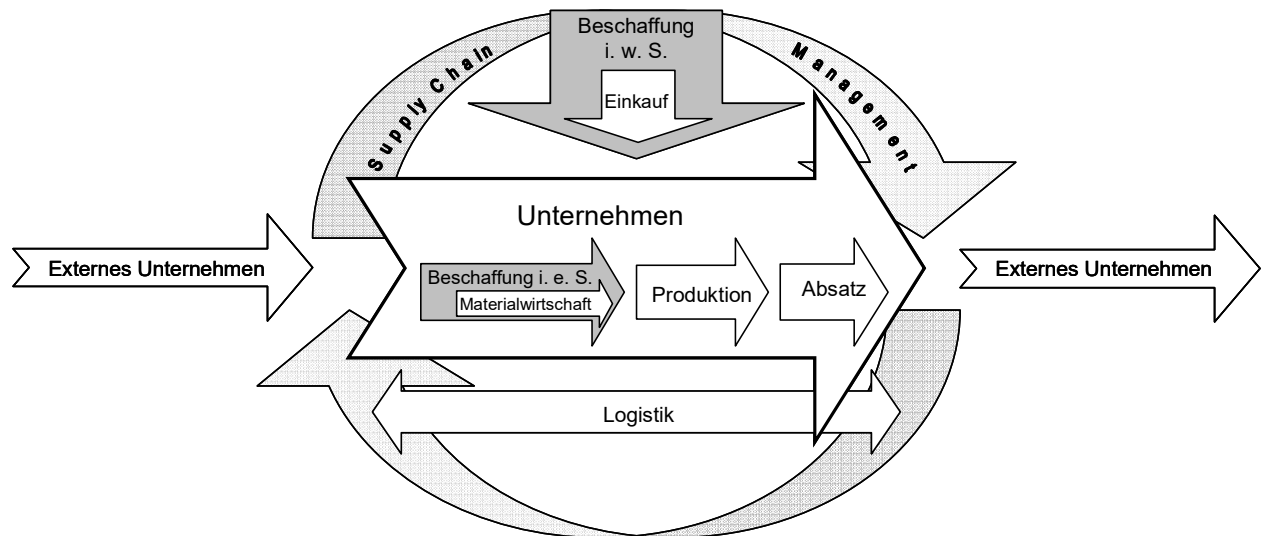 Beschaffung
i. w. S.
Einkauf
Supply Chain
Management
Unternehmen
Externes Unternehmen
Beschaffung i. e. S.
Materialwirtschaft
Produktion
Absatz
Externes Unternehmen
Logistik